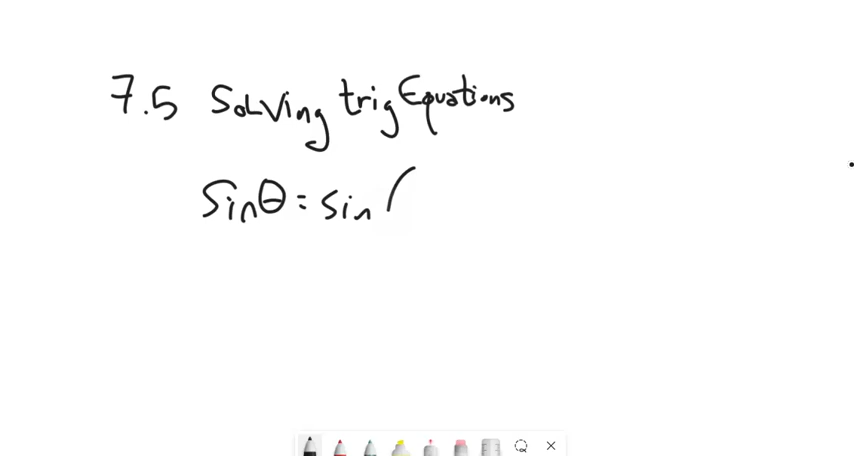 7.5 Solving trig Equations
Sinθ = sin (